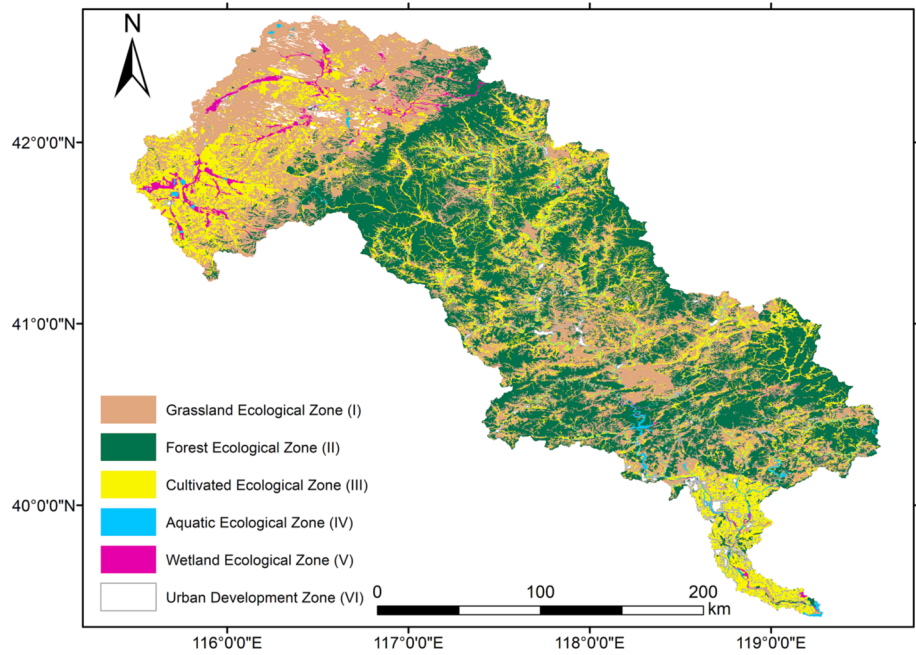 N
42°0'0"N
41°0'0"N
40°0'0"N
Grassland Ecological Zone (I)
Forest Ecological Zone (II)
Cultivated Ecological Zone (III)
Aquatic Ecological Zone (IV)
Wetland Ecological Zone (V)
Urban Development Zone (VI)
0 100 200
km
116°0'0"E 117°0'0"E 118°0'0"E 119°0'0"E